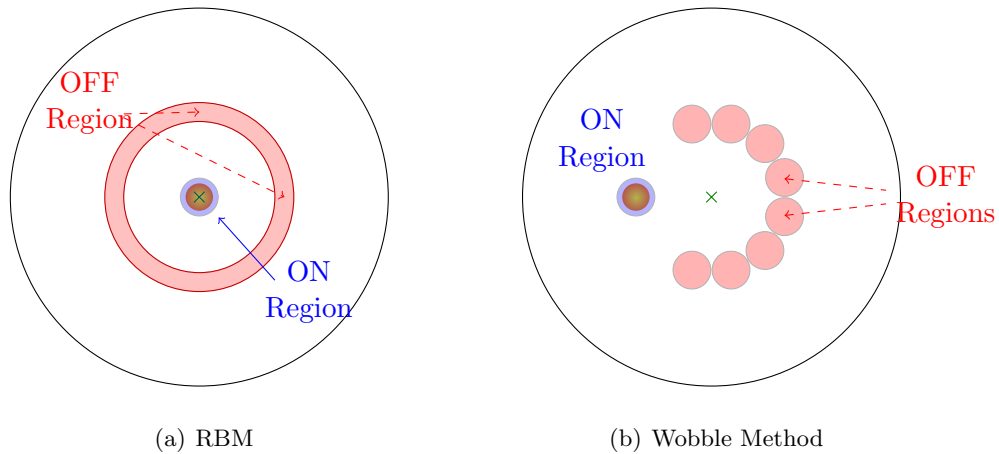 OFF
Region
ON
Region
(a) RBM
ON
Region
OFF
Regions
(b) Wobble Method